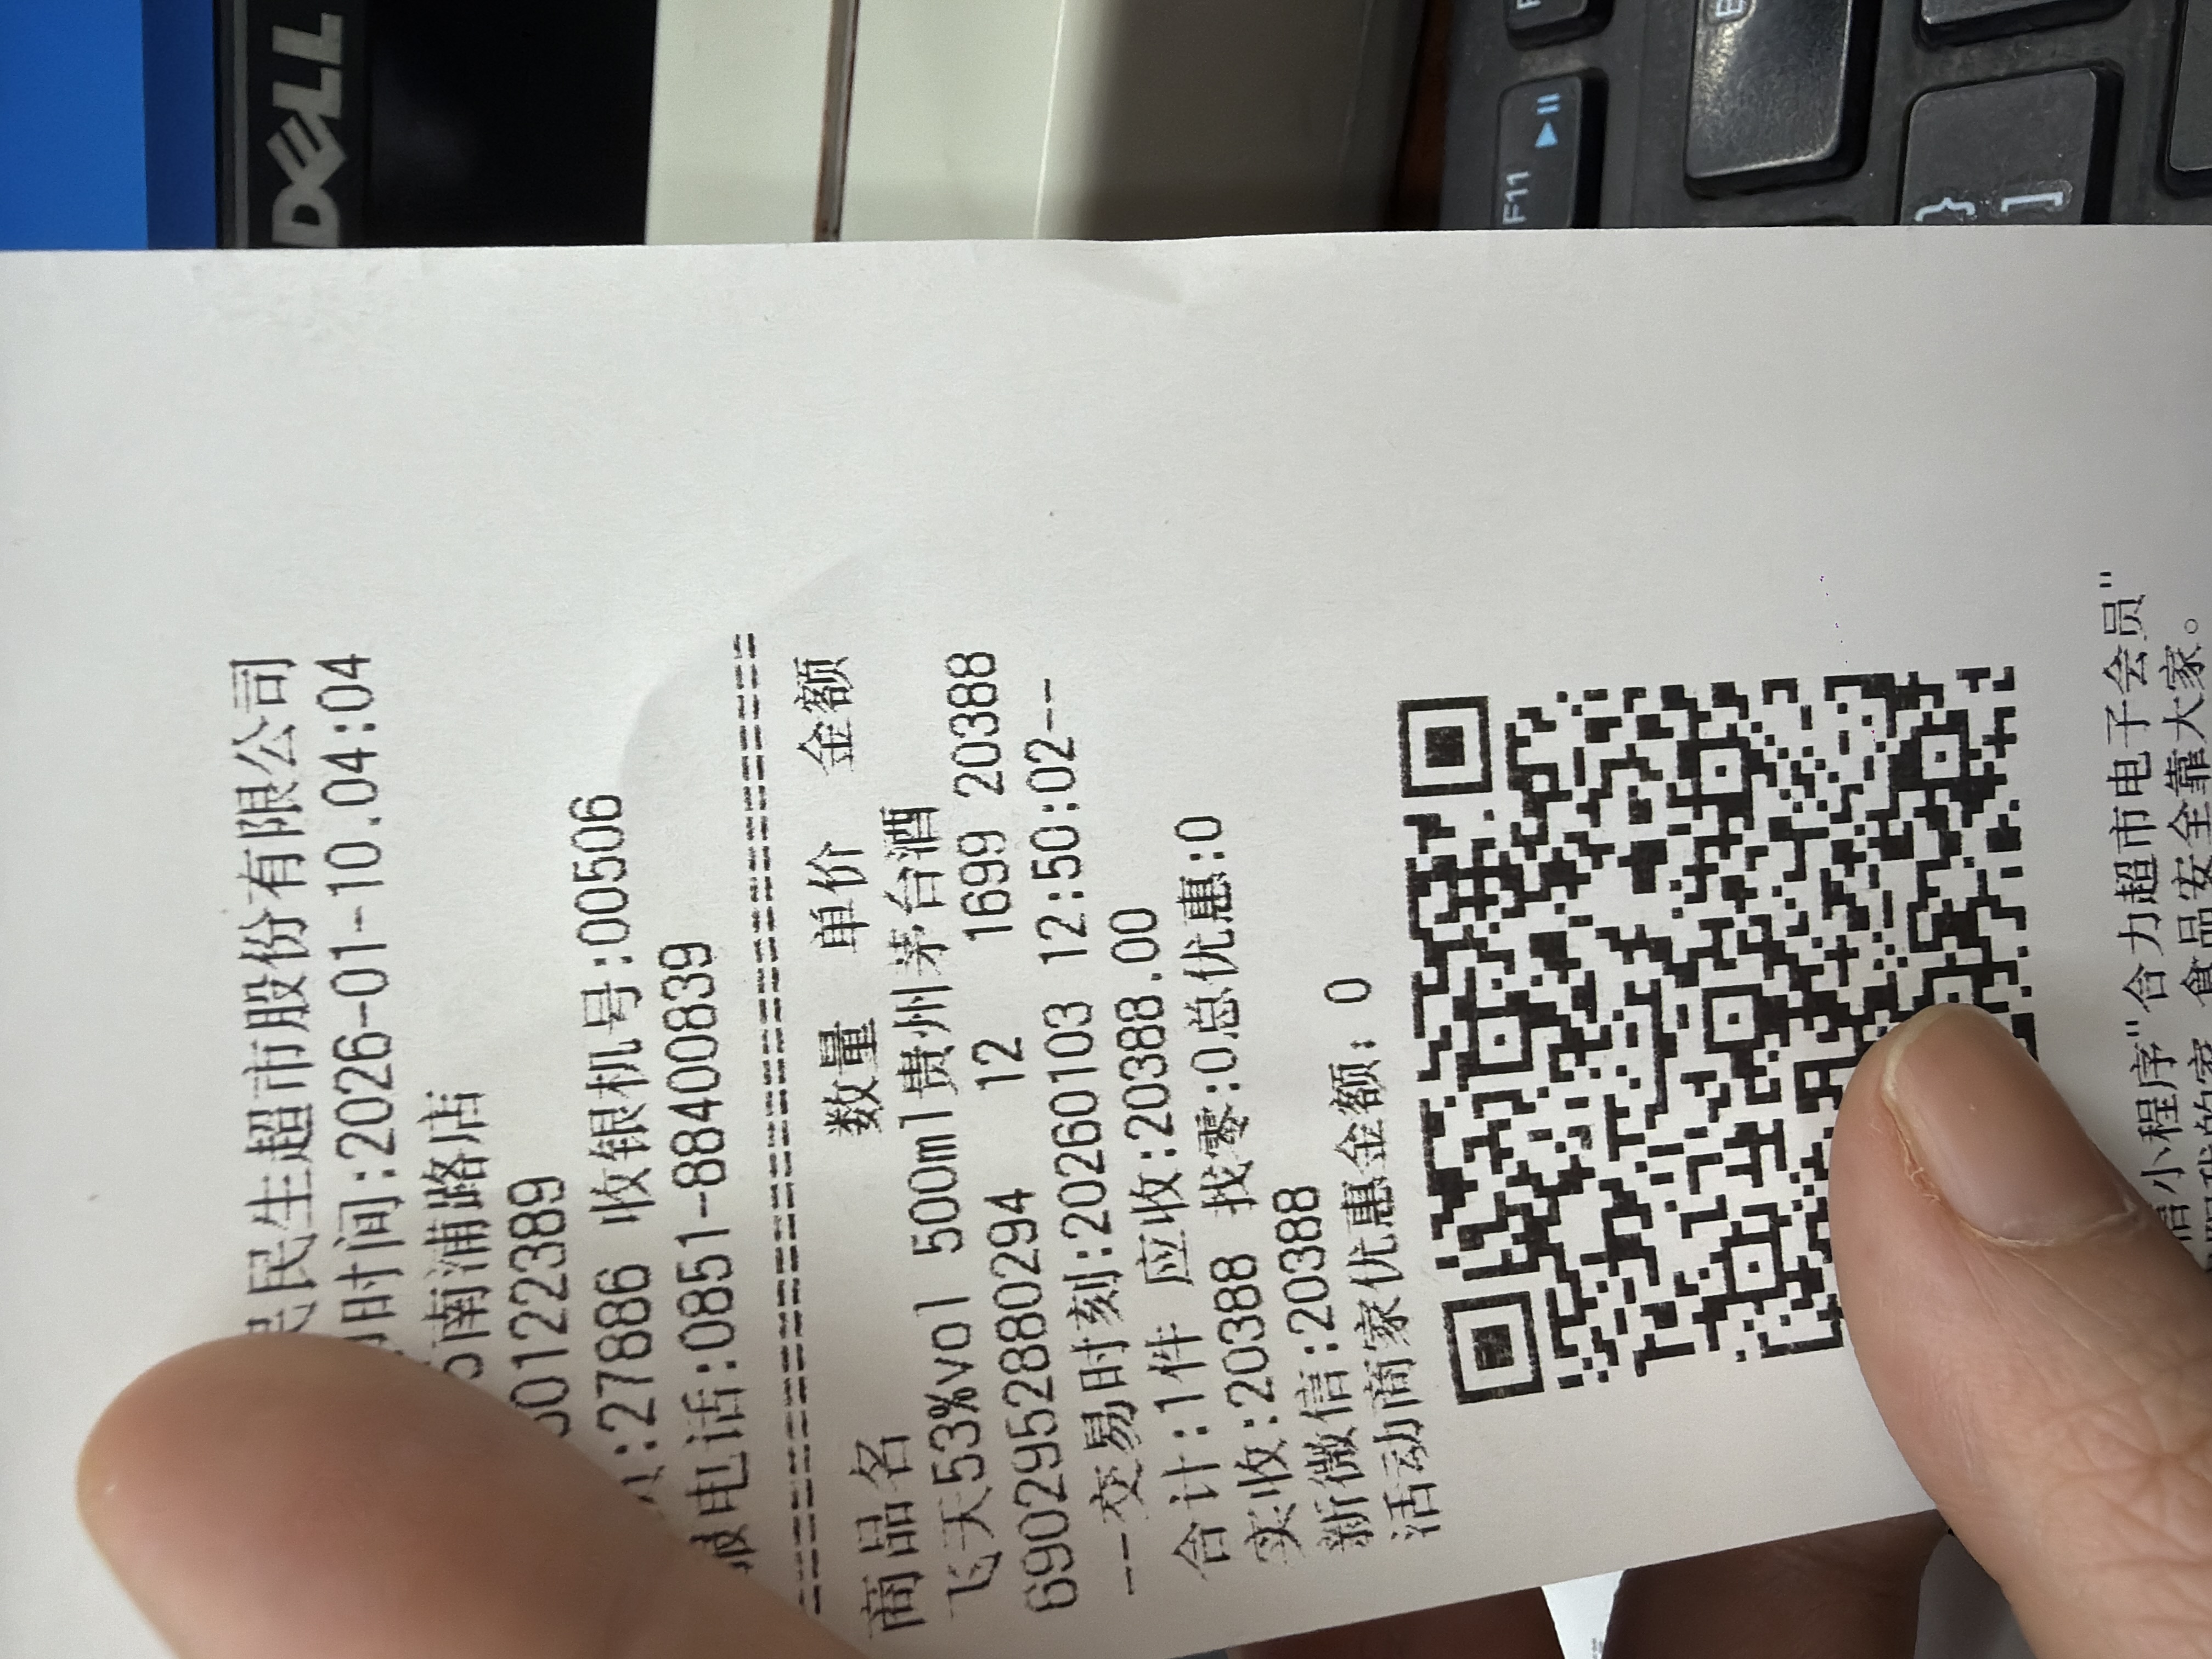 民生超市股份有限公司
时间:2026-01-10.04:04
南浦路店
0122389
:27886 收银机号:00506
电话:0851-88400839
商品名 数量 单价 金额
飞天53%vol 500ml贵州茅台酒
6902952880294 12 1699 20388
--交易时刻:20260103 12:50:02--
合计:1件 应收:20388.00
实收:20388 找零:0总优惠:0
新微信:20388
活动商家优惠金额: 0
小程序"合力超市电子会员"
食品安全靠大家。
DELL
F11
{
[